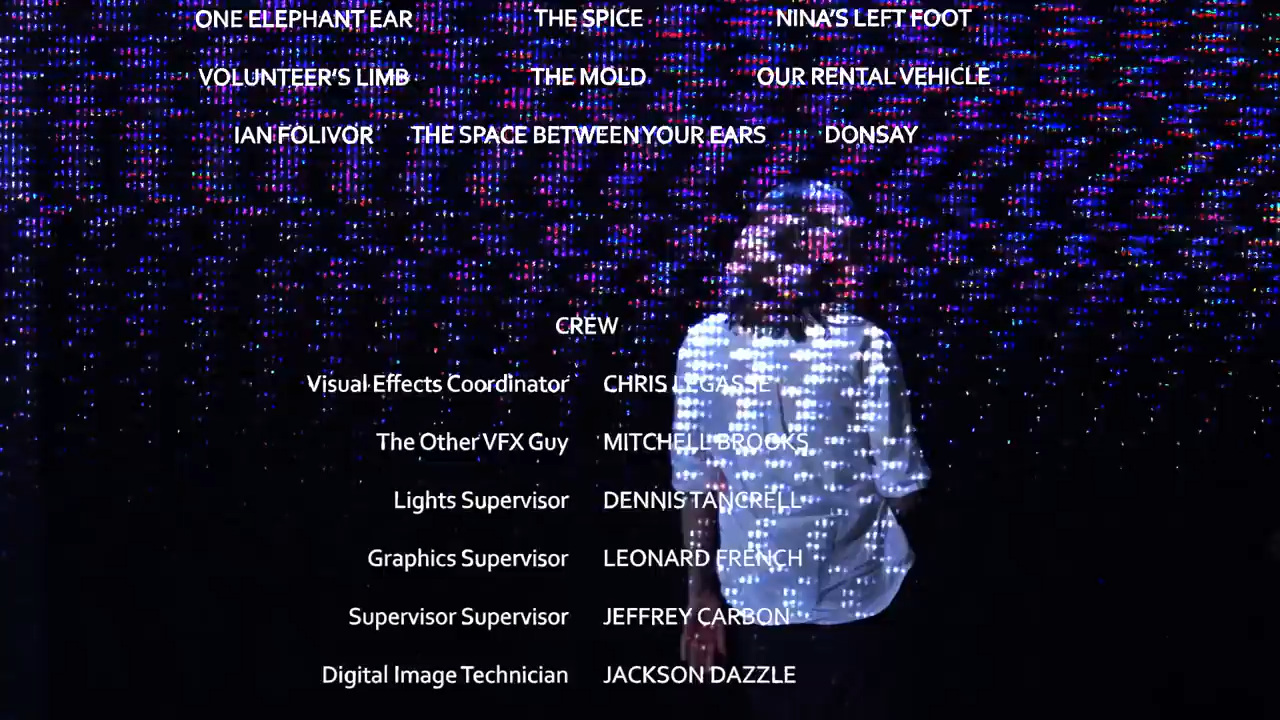 ONE ELEPHANT EAR THE SPICE NINA'S LEFT FOOT
VOLUNTEER'S LIMB THE MOLD OUR RENTAL VEHICLE
IAN FOLIVOR THE SPACE BETWEEN YOUR EARS DONSAY
CREW
Visual Effects Coordinator CHRIS LEGASSE
The Other VFX Guy MITCHELL BROOKS
Lights Supervisor DENNIS TANCRELL
Graphics Supervisor LEONARD FRENCH
Supervisor Supervisor JEFFREY CARBON
Digital Image Technician JACKSON DAZZLE